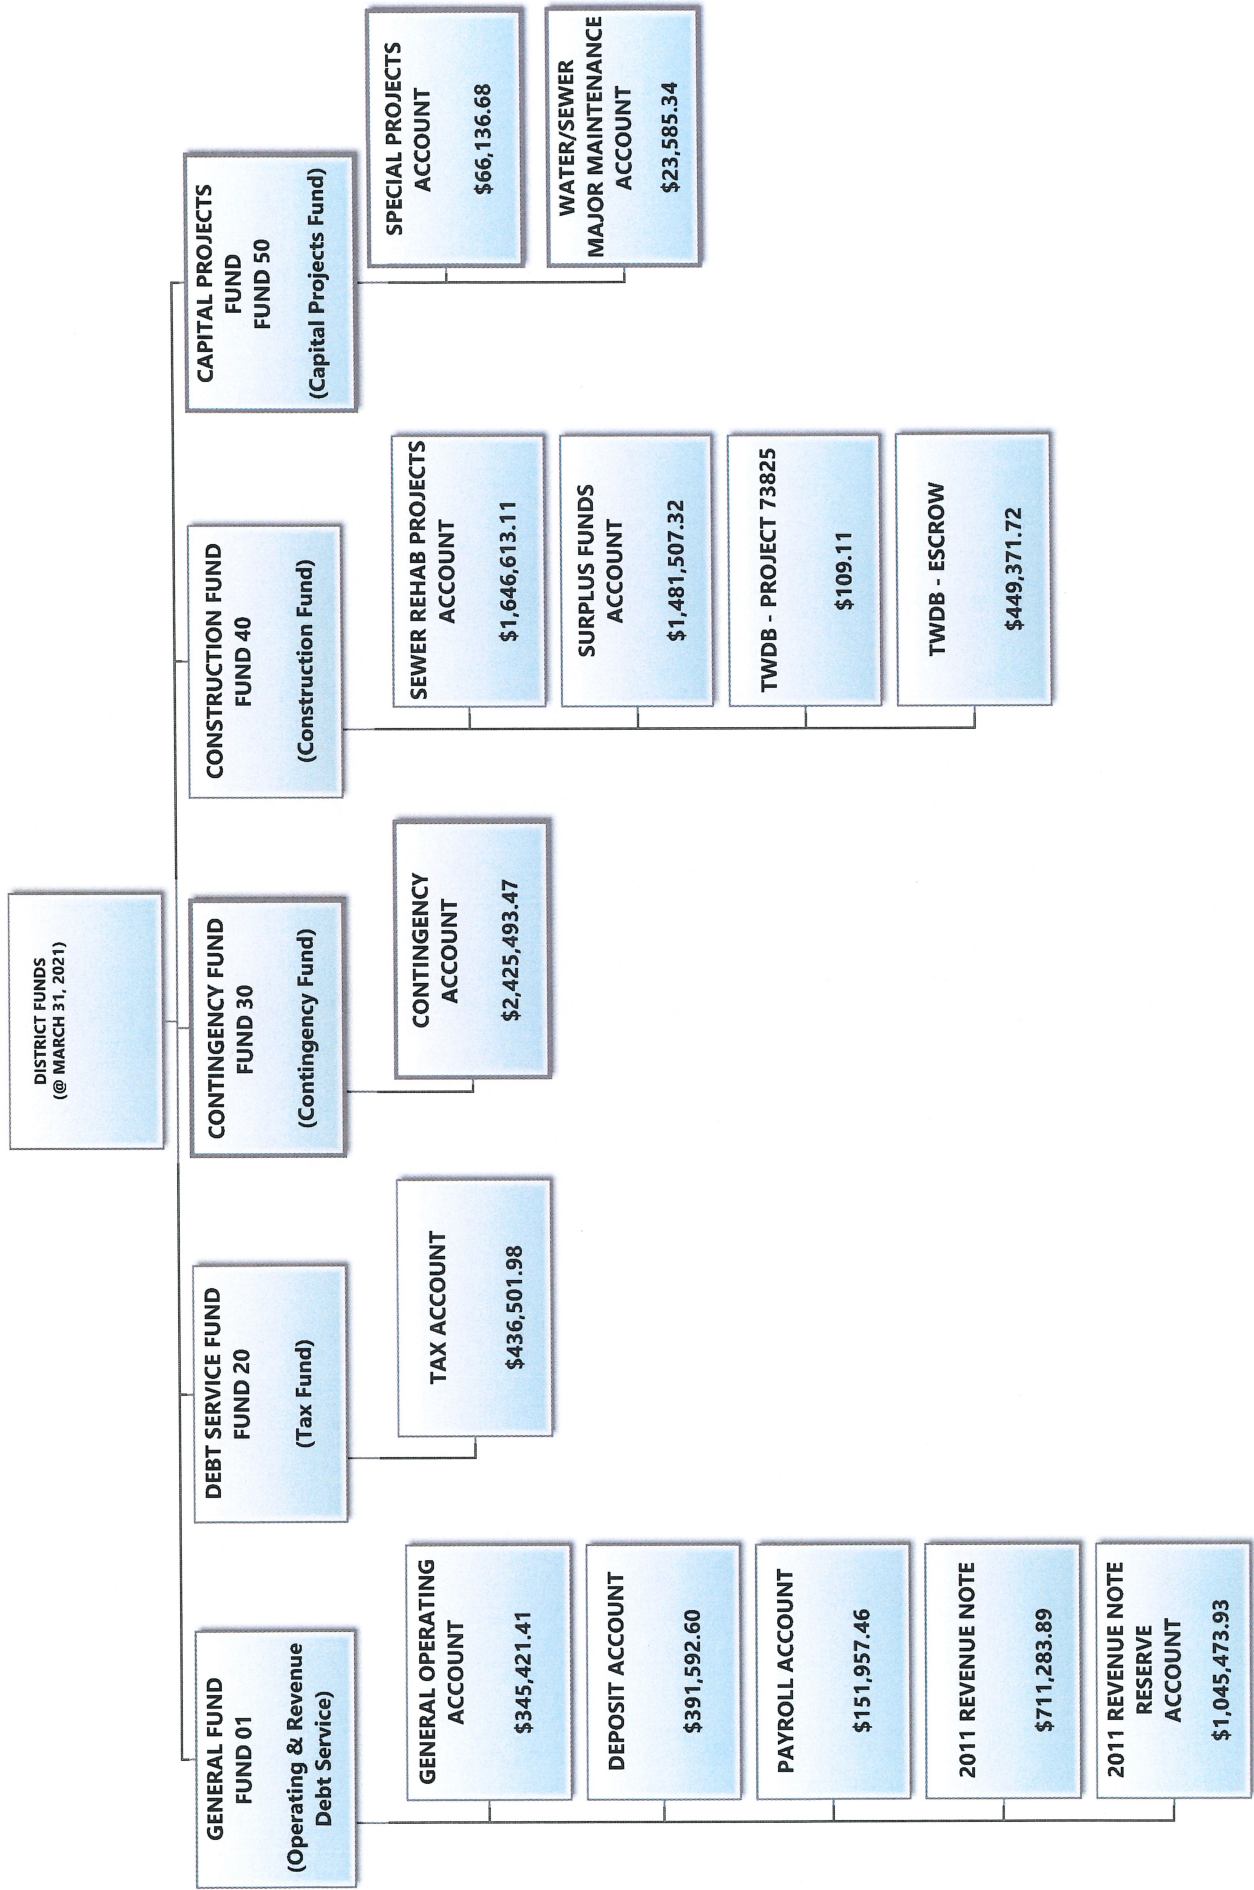 DISTRICT FUNDS
(@ MARCH 31, 2021)
GENERAL FUND
FUND 01
(Operating & Revenue
Debt Service)
GENERAL OPERATING
ACCOUNT
$345,421.41
DEPOSIT ACCOUNT
$391,592.60
PAYROLL ACCOUNT
$151,957.46
2011 REVENUE NOTE
$711,283.89
2011 REVENUE NOTE
RESERVE
ACCOUNT
$1,045,473.93
DEBT SERVICE FUND
FUND 20
(Tax Fund)
TAX ACCOUNT
$436,501.98
CONTINGENCY FUND
FUND 30
(Contingency Fund)
CONTINGENCY
ACCOUNT
$2,425,493.47
CONSTRUCTION FUND
FUND 40
(Construction Fund)
SEWER REHAB PROJECTS
ACCOUNT
$1,646,613.11
SURPLUS FUNDS
ACCOUNT
$1,481,507.32
TWDB - PROJECT 73825
$109.11
TWDB - ESCROW
$449,371.72
CAPITAL PROJECTS
FUND
FUND 50
(Capital Projects Fund)
SPECIAL PROJECTS
ACCOUNT
$66,136.68
WATER/SEWER
MAJOR MAINTENANCE
ACCOUNT
$23,585.34